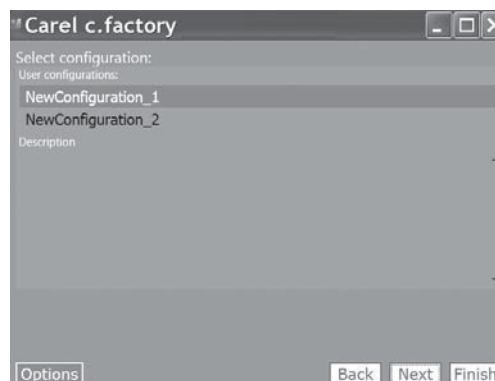 Carel c.factory
Select configuration:
User configurations:
NewConfiguration_1
NewConfiguration_2
Description
Options Back Next Finish